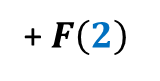 + F(2)